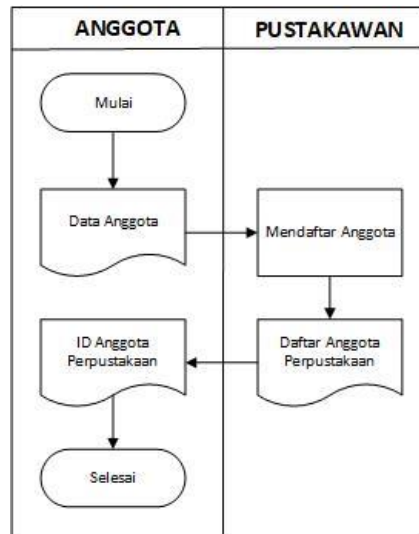 ANGGOTA
PUSTAKAWAN
Mulai
Data Anggota
Mendaftar Anggota
ID Anggota
Perpustakaan
Daftar Anggota
Perpustakaan
Selesai